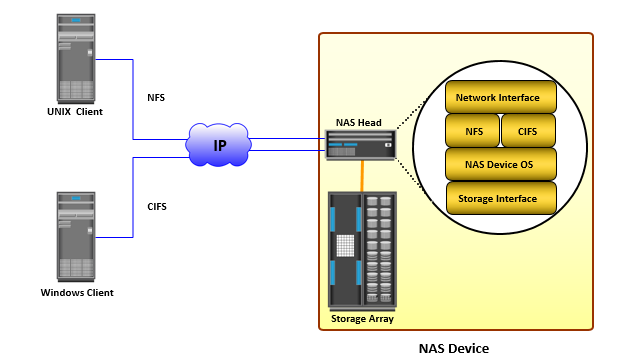 UNIX Client
NFS
IP
CIFS
Windows Client
NAS Head
Storage Array
Network Interface
NFS
CIFS
NAS Device OS
Storage Interface
NAS Device